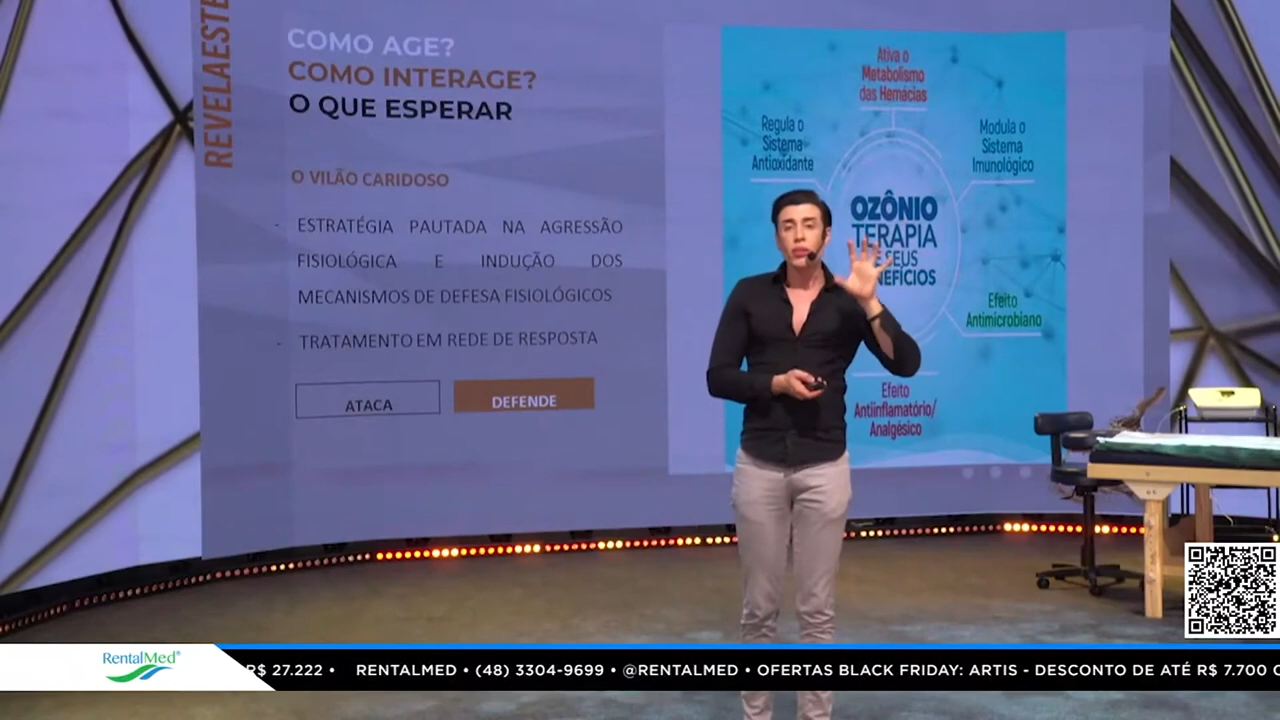 REVELAESTE
COMO AGE?
COMO INTERAGE?
O QUE ESPERAR
O VILÃO CARIDOSO
- ESTRATÉGIA PAUTADA NA AGRESSÃO
FISIOLÓGICA E INDUÇÃO DOS
MECANISMOS DE DEFESA FISIOLÓGICOS
- TRATAMENTO EM REDE DE RESPOSTA
ATACA
DEFENDE
Ativa o
Metabolismo
das Hemácias
Regula o
Sistema
Antioxidante
Modula o
Sistema
Imunológico
OZÔNIO
TERAPIA
E SEUS
NEFÍCIOS
Efeito
Antimicrobiano
Efeito
Antiinflamatório/
Analgésico
RentalMed®
R$ 27.222 • RENTALMED • (48) 3304-9699 • @RENTALMED • OFERTAS BLACK FRIDAY: ARTIS - DESCONTO DE ATÉ R$ 7.700